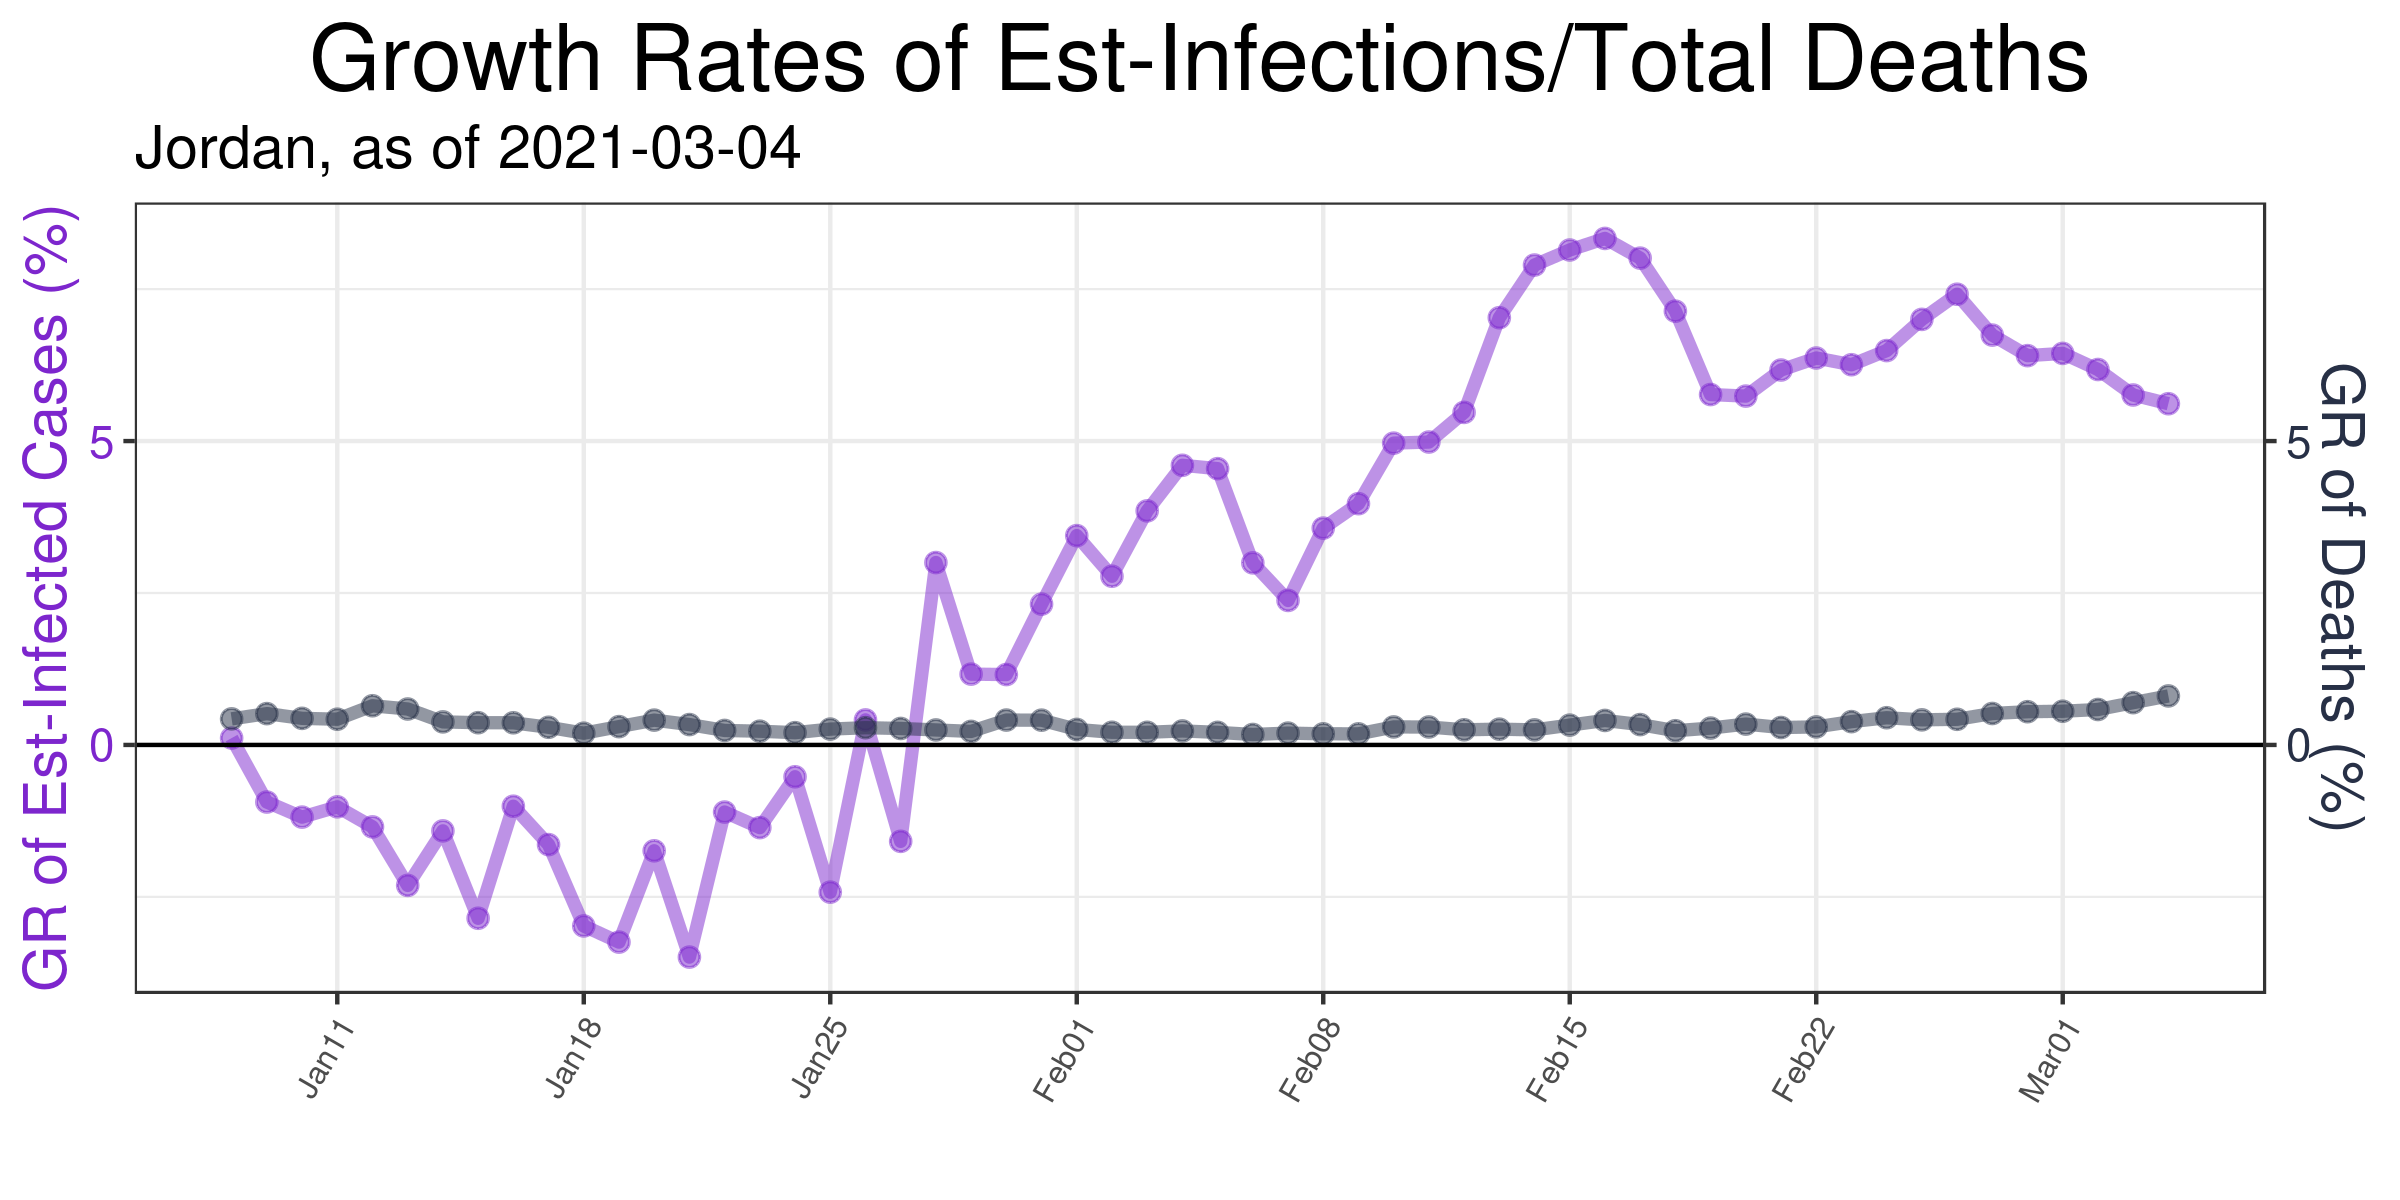 Growth Rates of Est-Infections/Total Deaths
Jordan, as of 2021-03-04
GR of Est-Infected Cases (%)
5
0
5
0
GR of Deaths (%)
Jan11
Jan18
Jan25
Feb01
Feb08
Feb15
Feb22
Mar01